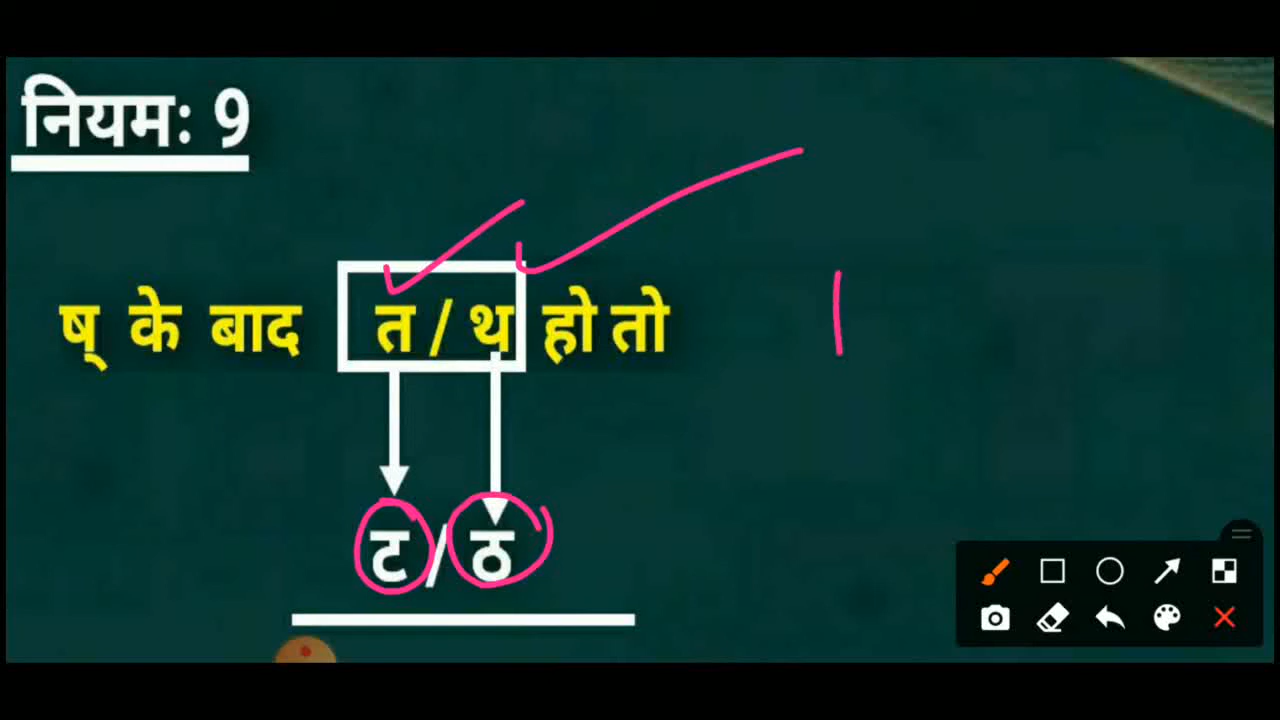 नियमः 9
ष् के बाद त / थ हो तो
ट / ठ